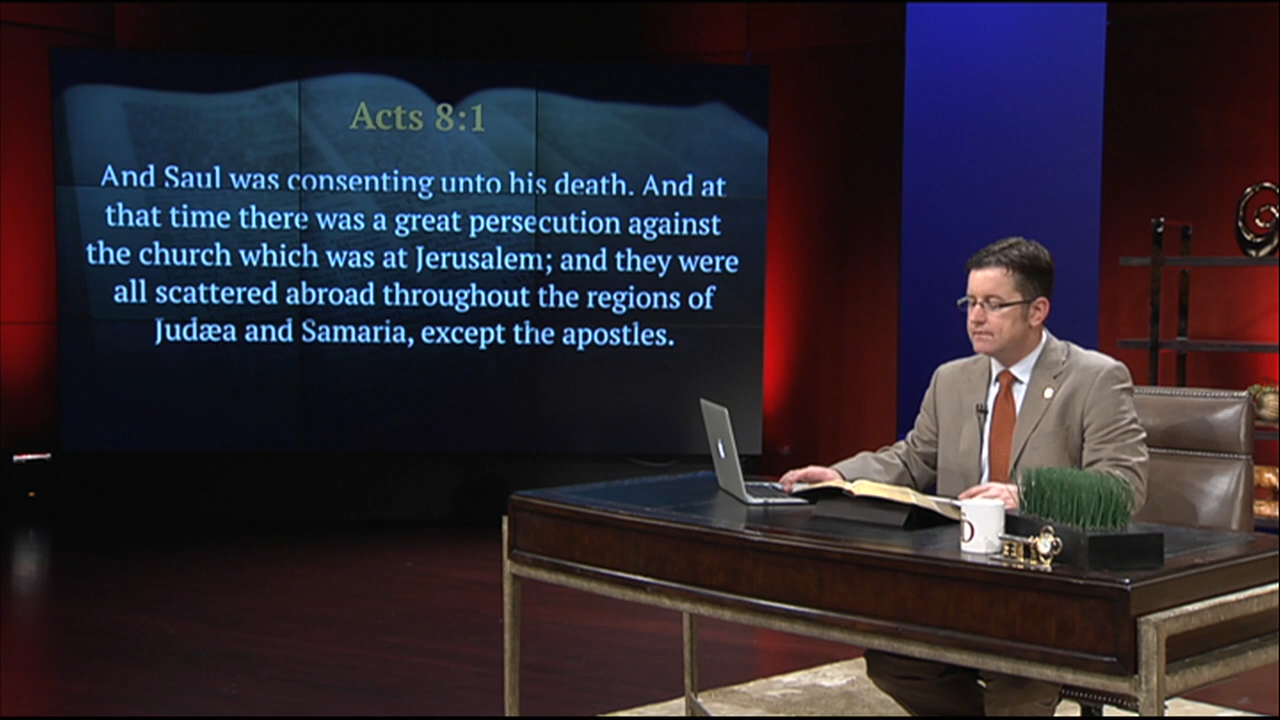 Acts 8:1
And Saul was consenting unto his death. And at
that time there was a great persecution against
the church which was at Jerusalem; and they were
all scattered abroad throughout the regions of
Judæa and Samaria, except the apostles.